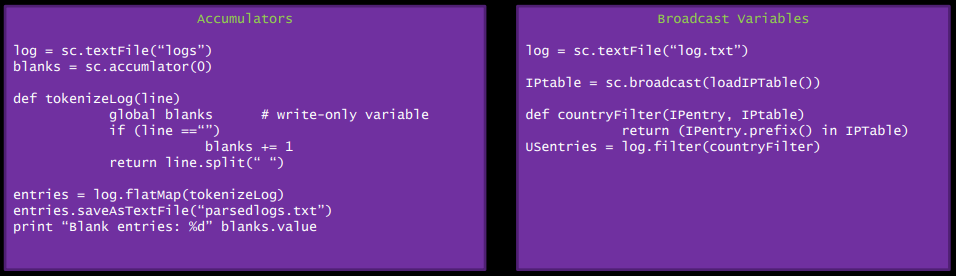 Accumulators
log = sc.textFile(“logs”)
blanks = sc.accumlator(0)
def tokenizeLog(line)
global blanks # write-only variable
if (line ==“”)
blanks += 1
return line.split(“ “)
entries = log.flatMap(tokenizeLog)
entries.saveAsTextFile(“parsedlogs.txt”)
print “Blank entries: %d” blanks.value
Broadcast Variables
log = sc.textFile(“log.txt”)
IPtable = sc.broadcast(loadIPTable())
def countryFilter(IPentry, IPtable)
return (IPentry.prefix() in IPTable)
USentries = log.filter(countryFilter)